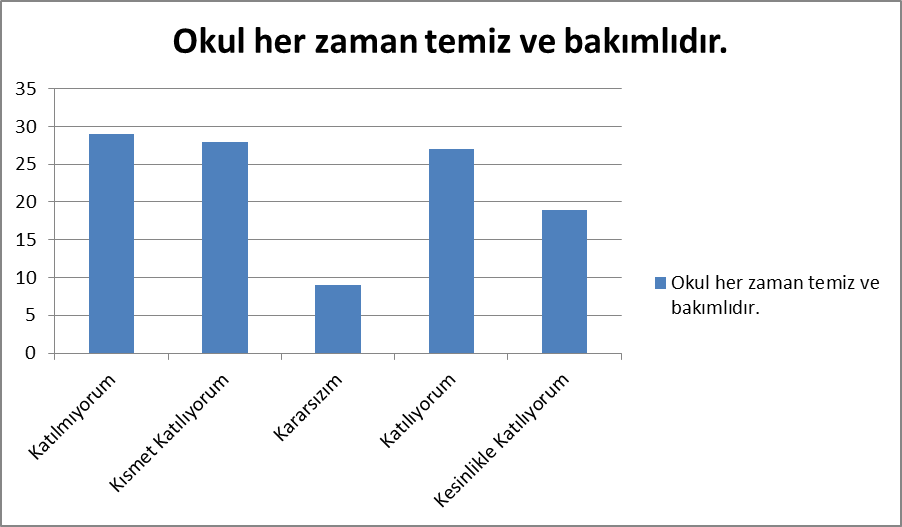 Okul her zaman temiz ve bakımlıdır.
35
30
25
20
15
10
5
0
Katılmıyorum
Kısmet Katılıyorum
Kararsızım
Katılıyorum
Kesinlikle Katılıyorum
Okul her zaman temiz ve
bakımlıdır.